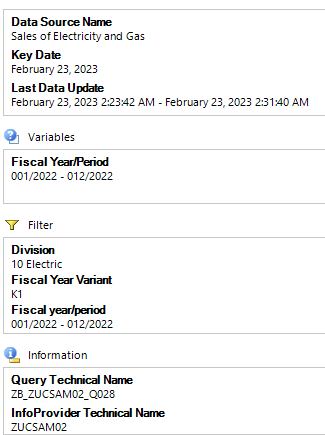 Data Source Name
Sales of Electricity and Gas
Key Date
February 23, 2023
Last Data Update
February 23, 2023 2:23:42 AM - February 23, 2023 2:31:40 AM
Variables
Fiscal Year/Period
001/2022 - 012/2022
Filter
Division
10 Electric
Fiscal Year Variant
K1
Fiscal year/period
001/2022 - 012/2022
Information
Query Technical Name
ZB_ZUCSAM02_Q028
InfoProvider Technical Name
ZUCSAM02